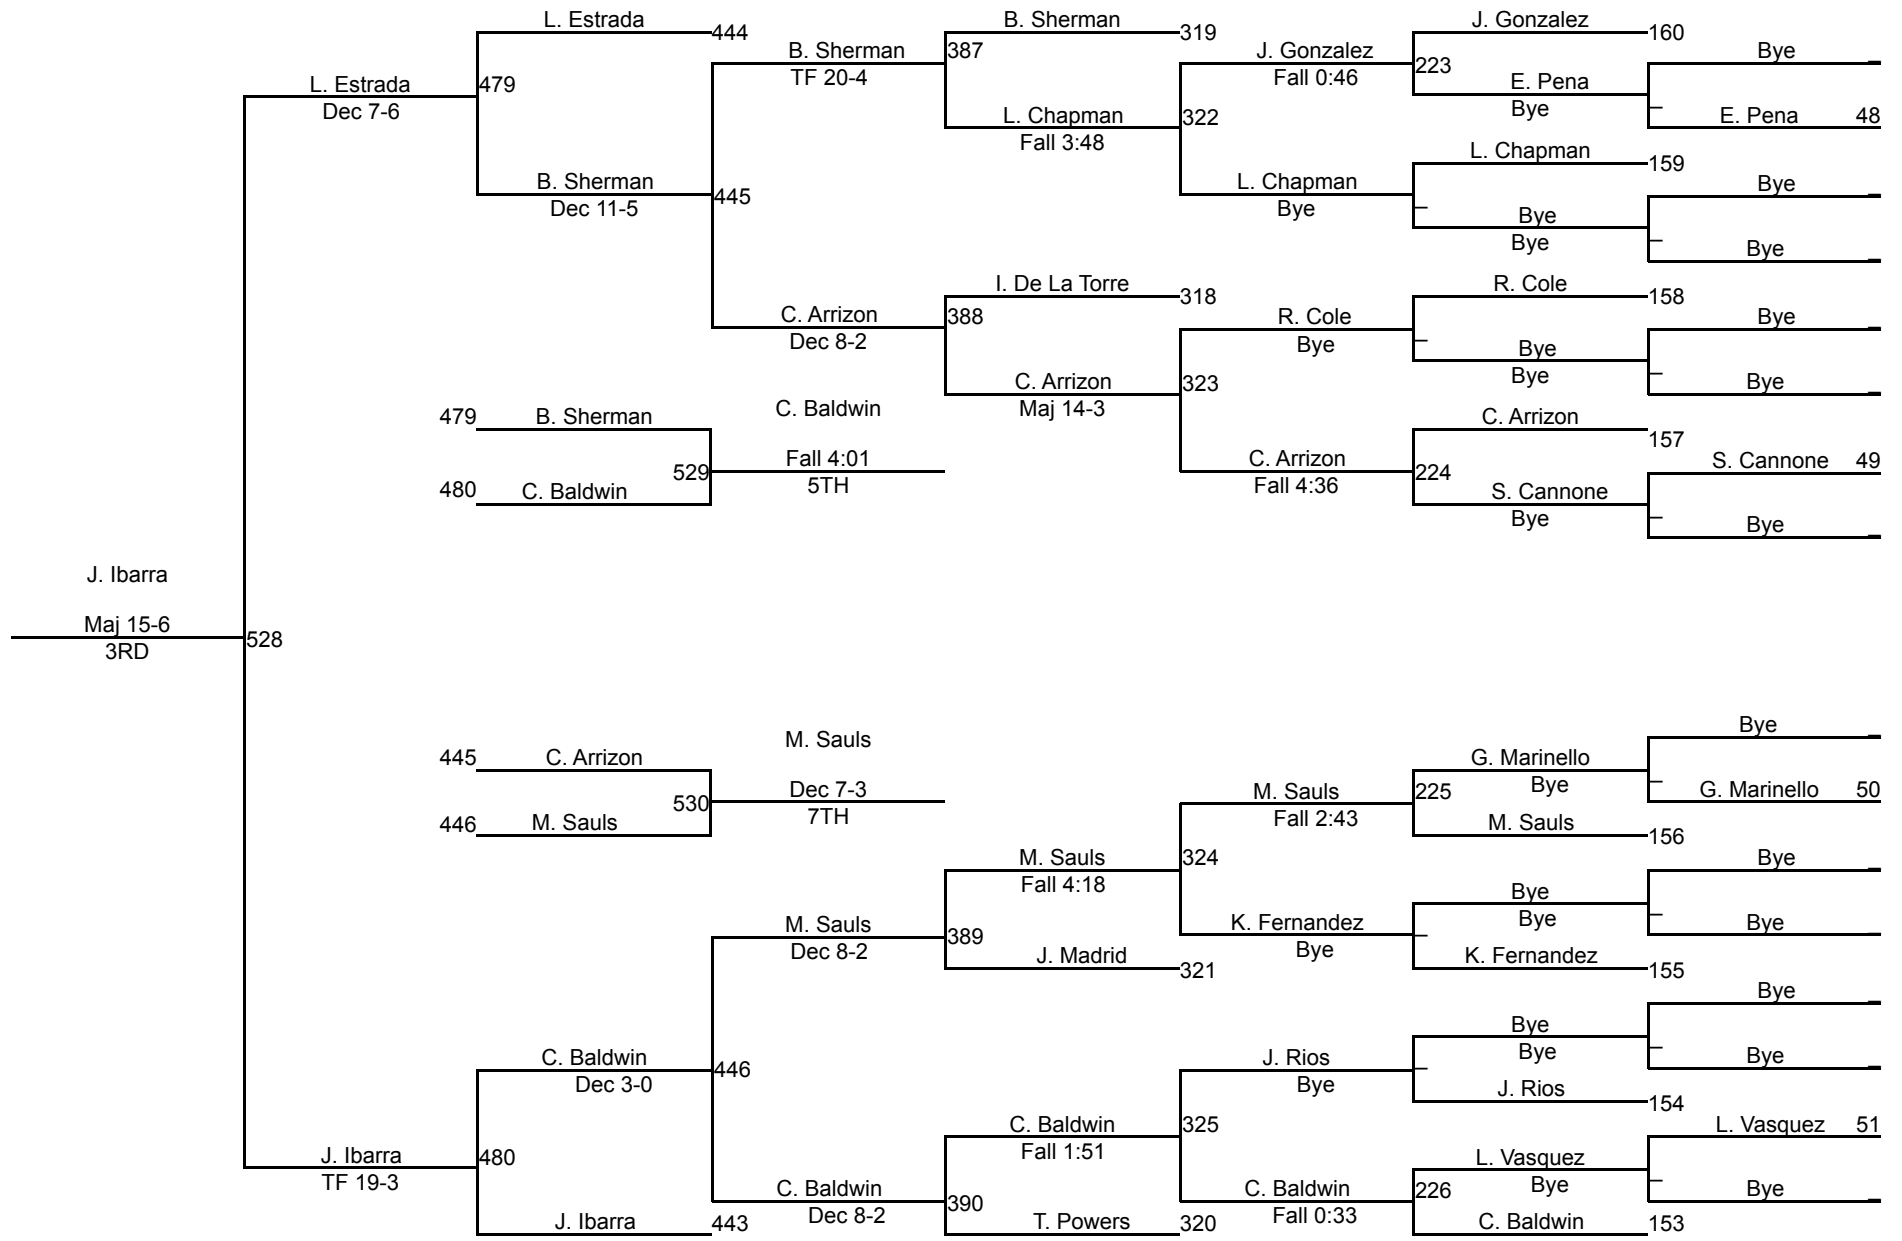 L. Estrada
444
B. Sherman
319
J. Gonzalez
160
B. Sherman
TF 20-4
387
J. Gonzalez
Fall 0:46
223
Bye
L. Estrada
Dec 7-6
479
E. Pena
Bye
L. Chapman
Fall 3:48
322
E. Pena 48
L. Chapman
159
B. Sherman
Dec 11-5
445
L. Chapman
Bye
Bye
Bye
Bye
Bye
I. De La Torre
318
R. Cole
158
C. Arrizon
Dec 8-2
388
R. Cole
Bye
Bye
Bye
Bye
C. Arrizon
Maj 14-3
323
Bye
479
B. Sherman
C. Baldwin
C. Arrizon
157
529
Fall 4:01
5TH
C. Arrizon
Fall 4:36
224
S. Cannone 49
480
C. Baldwin
S. Cannone
Bye
Bye
J. Ibarra
Maj 15-6
3RD
528
Bye
445
C. Arrizon
M. Sauls
G. Marinello
Bye
530
Dec 7-3
7TH
M. Sauls
Fall 2:43
225
G. Marinello 50
446
M. Sauls
M. Sauls
156
M. Sauls
Fall 4:18
324
Bye
Bye
Bye
M. Sauls
Dec 8-2
389
K. Fernandez
Bye
Bye
J. Madrid
321
K. Fernandez
155
Bye
Bye
Bye
C. Baldwin
Dec 3-0
446
J. Rios
Bye
Bye
J. Rios
154
C. Baldwin
Fall 1:51
325
L. Vasquez 51
J. Ibarra
TF 19-3
480
L. Vasquez
Bye
C. Baldwin
Dec 8-2
390
C. Baldwin
Fall 0:33
226
Bye
J. Ibarra
443
T. Powers
320
C. Baldwin
153